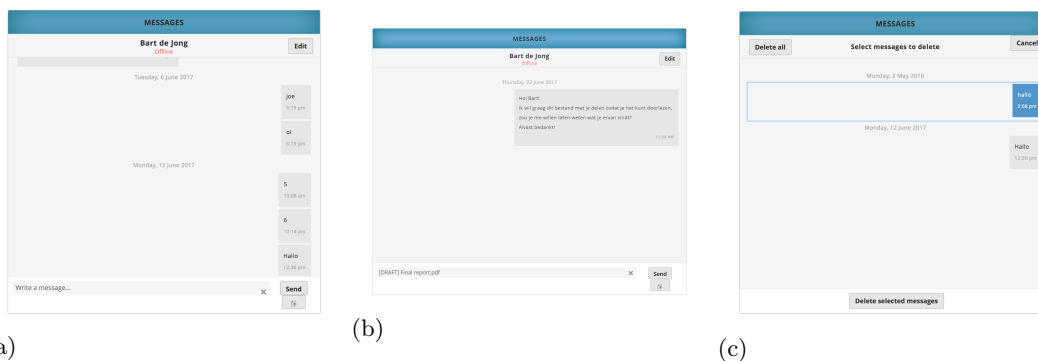 MESSAGES
Bart de Jong
Offline
Edit
Tuesday, 6 June 2017
joe
6:19 pm
oi
6:19 pm
Monday, 12 June 2017
5
10:08 am
6
10:14 am
Hallo
12:20 pm
Write a message...
Send
a)
MESSAGES
Bart de Jong
Offline
Edit
Thursday, 22 June 2017
Hoi Bart!
Ik wil graag dit bestand met je delen zodat je het kunt doorlezen,
zou je me willen laten weten wat je ervan vindt?
Alvast bedankt!
[DRAFT] Final report.pdf
Send
(b)
MESSAGES
Delete all
Select messages to delete
Cancel
Monday, 2 May 2016
hallo
2:08 pm
Monday, 12 June 2017
Hallo
12:20 pm
Delete selected messages
(c)